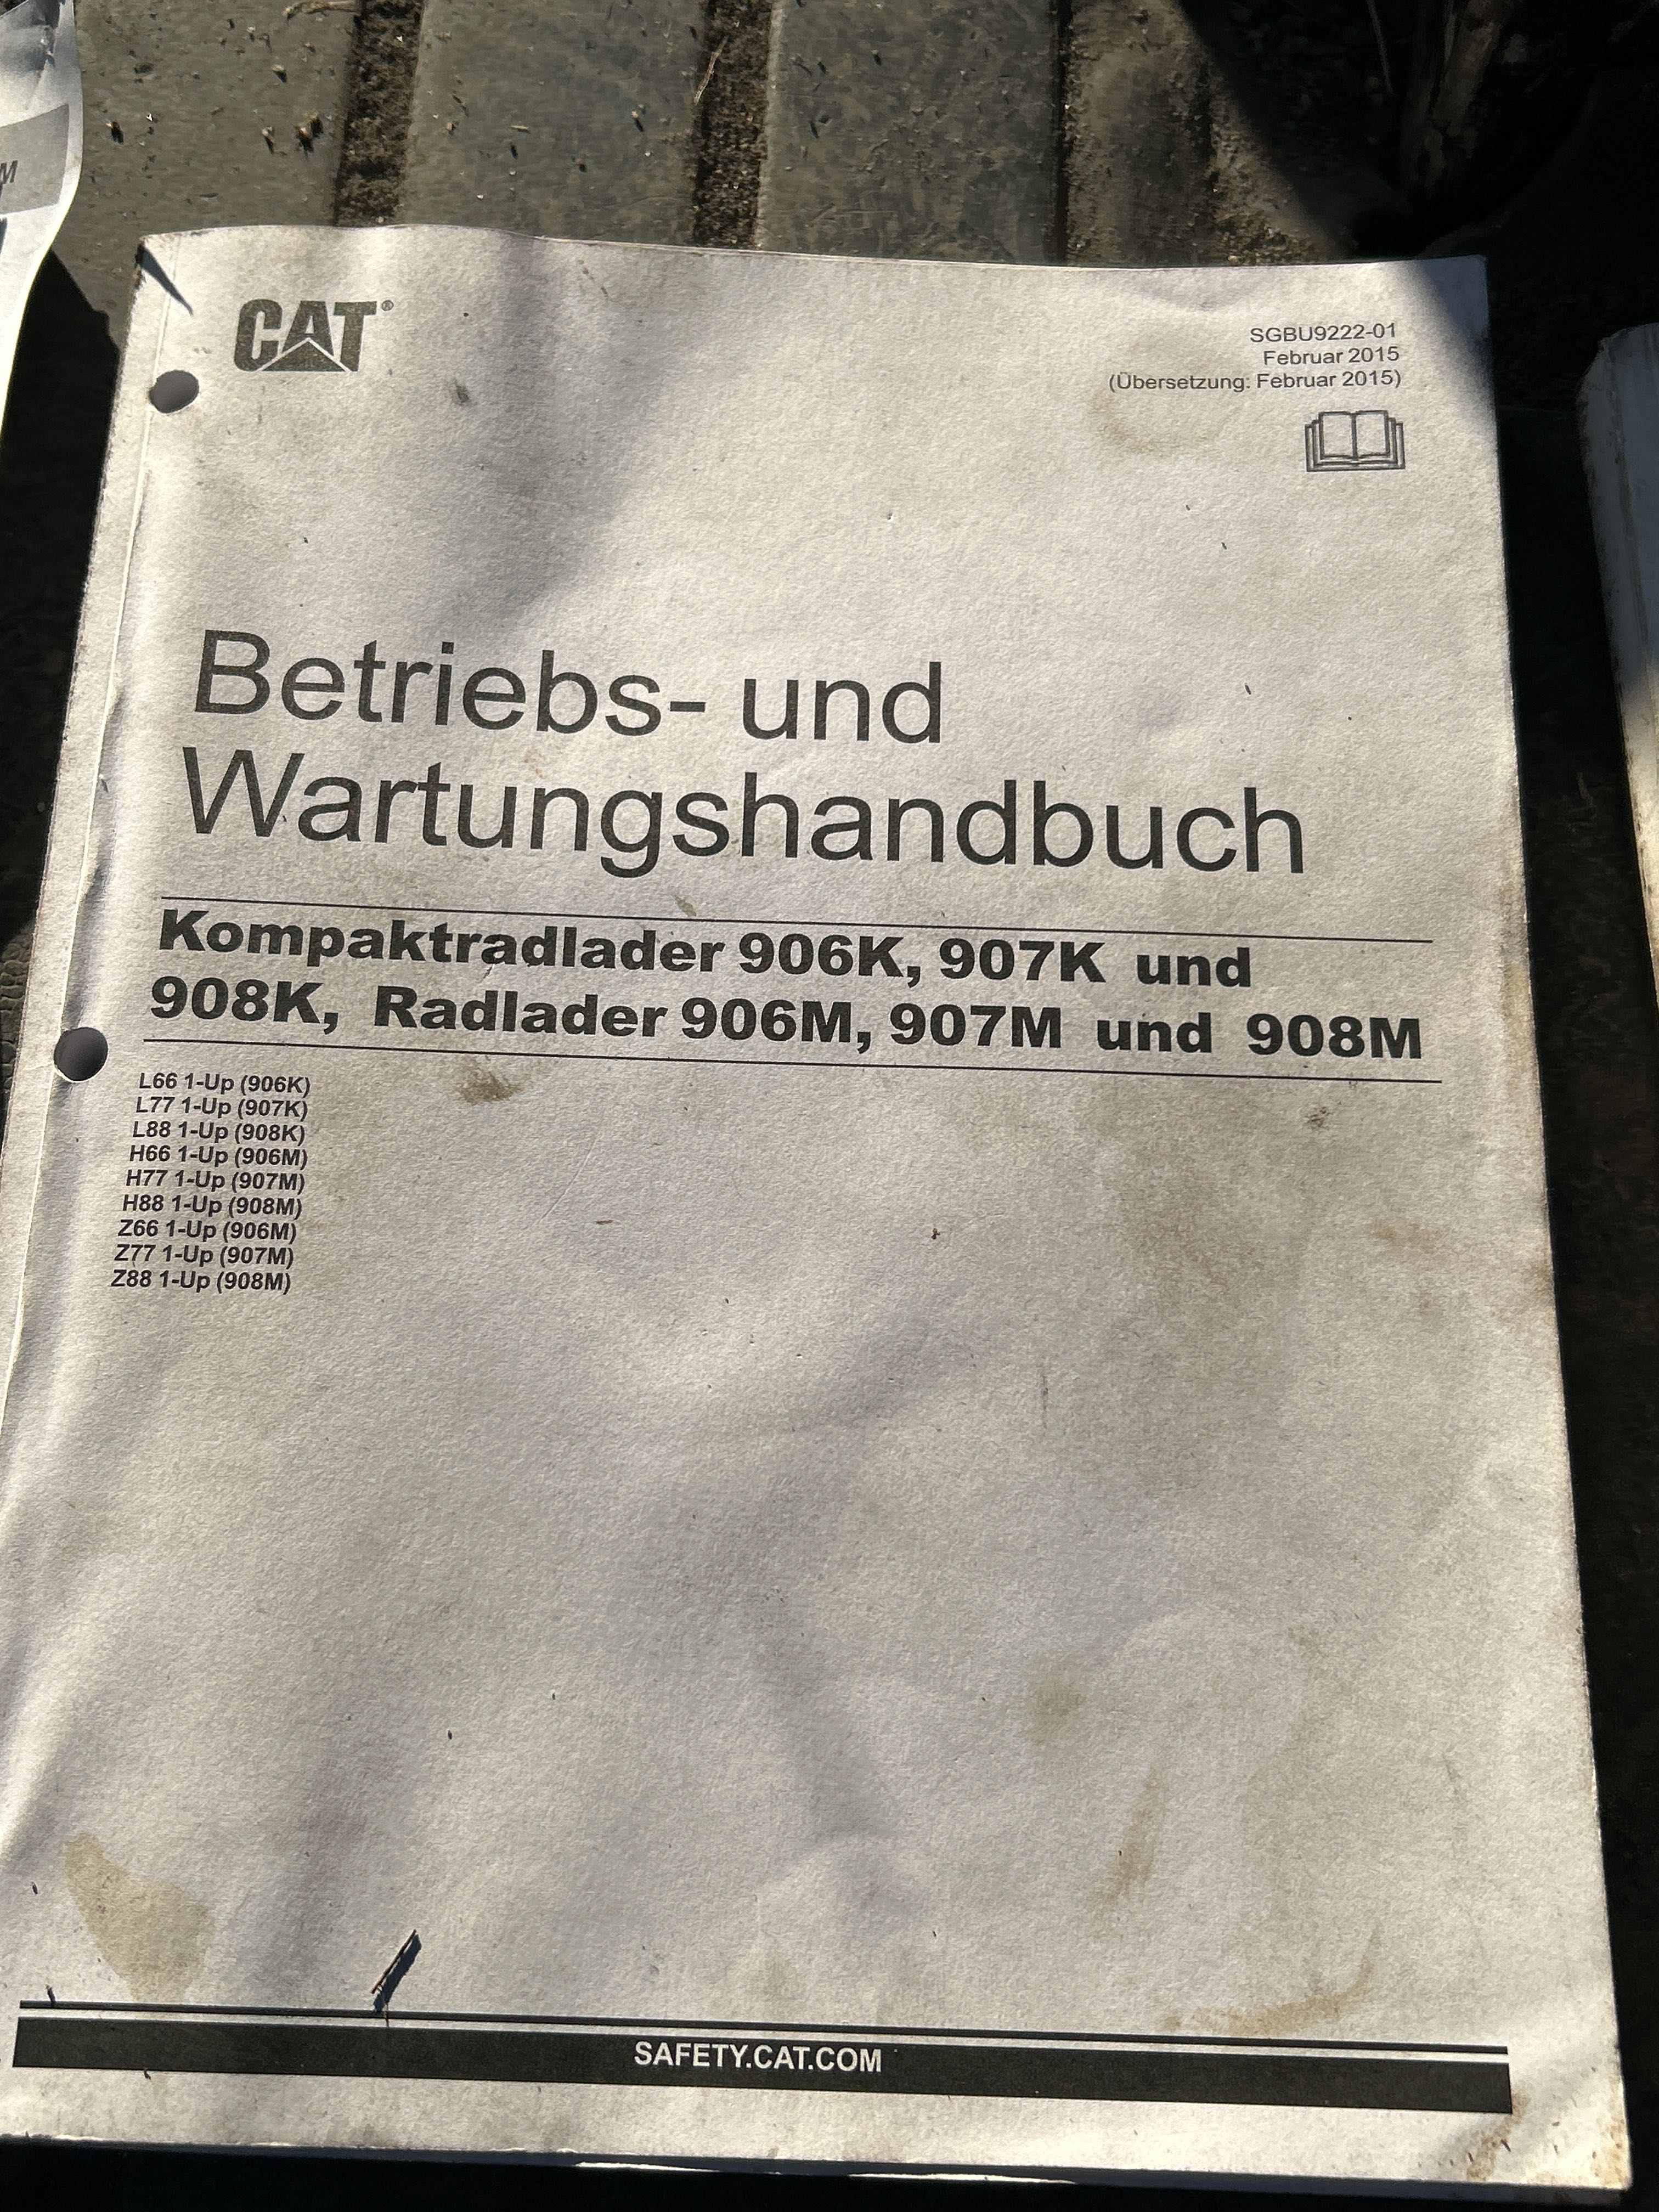 CAT®
SGBU9222-01
Februar 2015
(Übersetzung: Februar 2015)
Betriebs- und
Wartungshandbuch
Kompaktradlader 906K, 907K und
908K, Radlader 906M, 907M und 908M
L66 1-Up (906K)
L77 1-Up (907K)
L88 1-Up (908K)
H66 1-Up (906M)
H77 1-Up (907M)
H88 1-Up (908M)
Z66 1-Up (906M)
Z77 1-Up (907M)
Z88 1-Up (908M)
SAFETY.CAT.COM